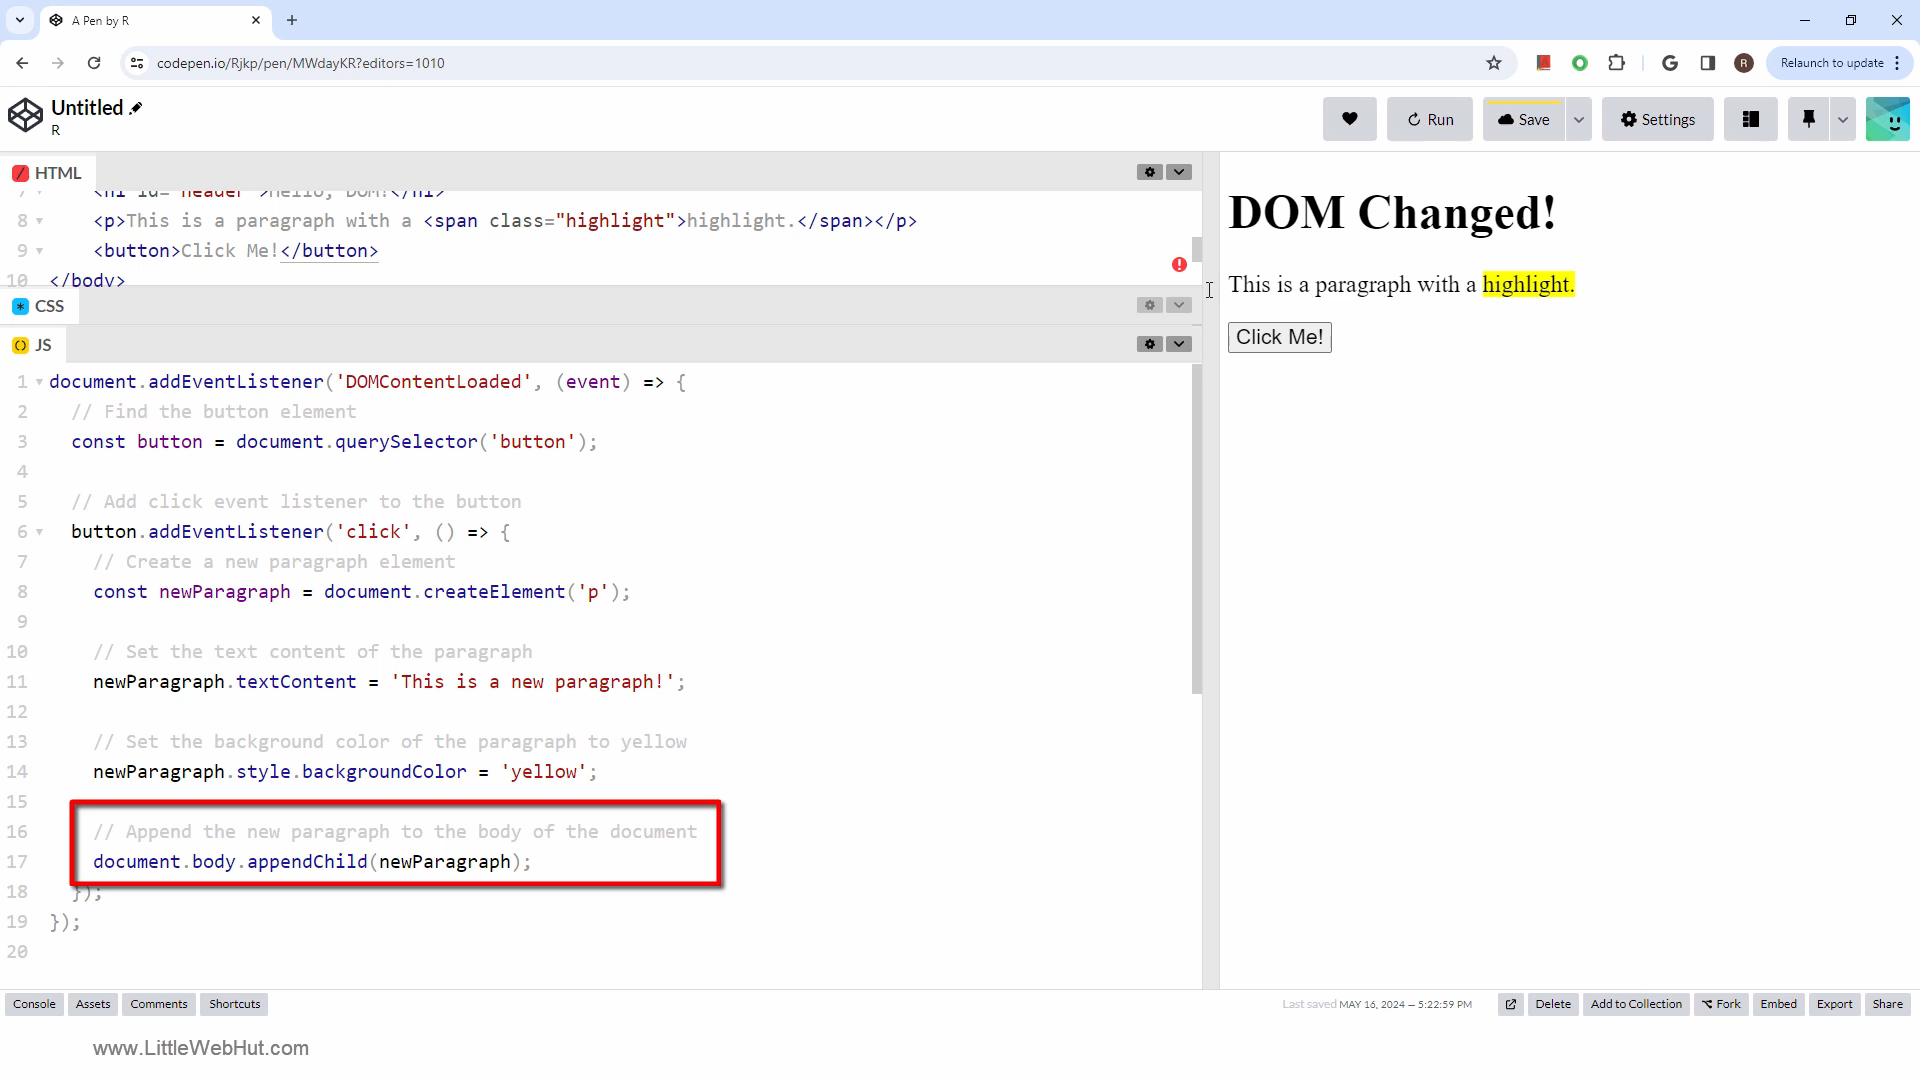 A Pen by R
codepen.io/Rjkp/pen/MWdayKR?editors=1010
R
Relaunch to update
Untitled
R
Run
Save
Settings
HTML
7 <h1 id="header">Hello, DOM!</h1>
8 <p>This is a paragraph with a <span class="highlight">highlight.</span></p>
9 <button>Click Me!</button>
10 </body>
CSS
JS
1 document.addEventListener('DOMContentLoaded', (event) => {
2 // Find the button element
3 const button = document.querySelector('button');
4
5 // Add click event listener to the button
6 button.addEventListener('click', () => {
7 // Create a new paragraph element
8 const newParagraph = document.createElement('p');
9
10 // Set the text content of the paragraph
11 newParagraph.textContent = 'This is a new paragraph!';
12
13 // Set the background color of the paragraph to yellow
14 newParagraph.style.backgroundColor = 'yellow';
15
16 // Append the new paragraph to the body of the document
17 document.body.appendChild(newParagraph);
18 });
19 });
20
DOM Changed!
This is a paragraph with a highlight.
Click Me!
Console Assets Comments Shortcuts
Last saved MAY 16, 2024 — 5:22:59 PM
Delete Add to Collection Fork Embed Export Share
www.LittleWebHut.com